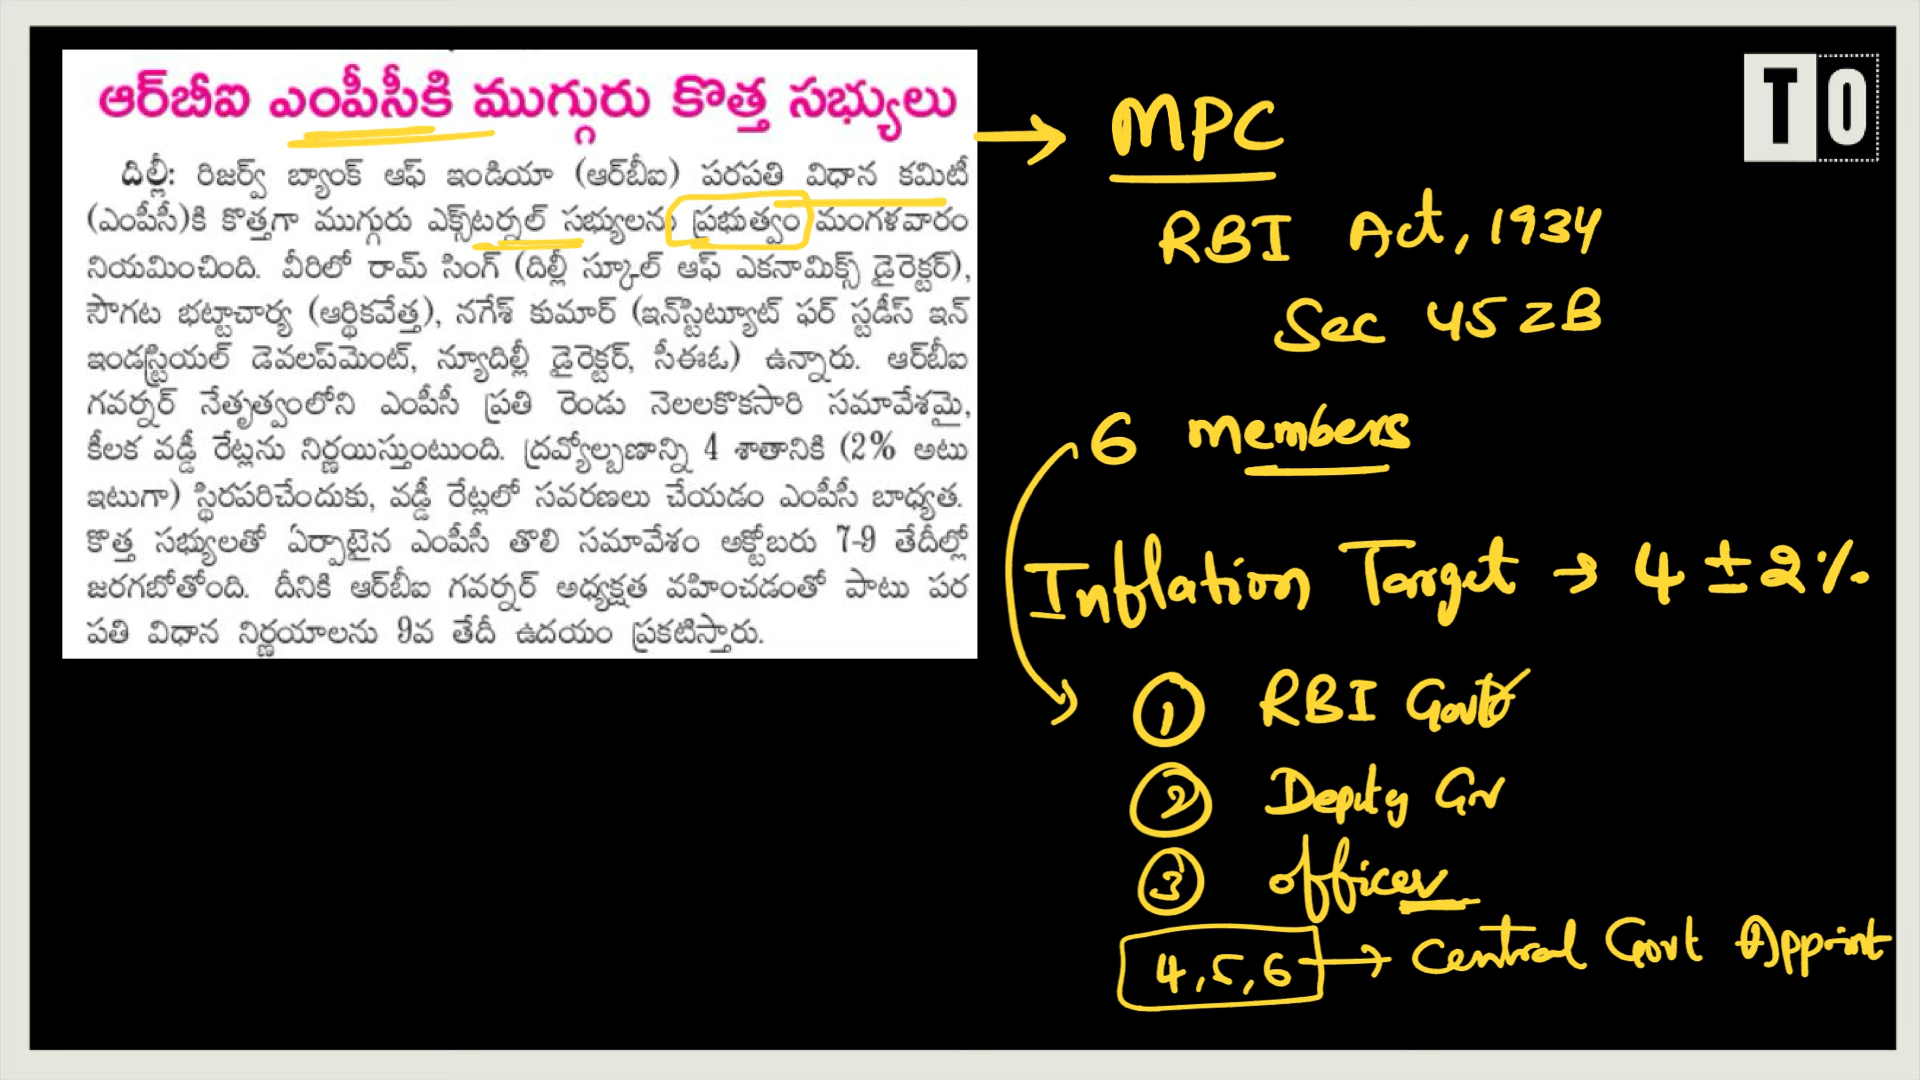 ఆర్‌బీఐ ఎంపీసీకి ముగ్గురు కొత్త సభ్యులు
దిల్లీ: రిజర్వ్ బ్యాంక్ ఆఫ్ ఇండియా (ఆర్‌బీఐ) పరపతి విధాన కమిటీ
(ఎంపీసీ)కి కొత్తగా ముగ్గురు ఎక్స్‌టర్నల్ సభ్యులను ప్రభుత్వం మంగళవారం
నియమించింది. వీరిలో రామ్ సింగ్ (దిల్లీ స్కూల్ ఆఫ్ ఎకనామిక్స్ డైరెక్టర్),
సౌగట భట్టాచార్య (ఆర్థికవేత్త), నగేశ్ కుమార్ (ఇన్‌స్టిట్యూట్ ఫర్ స్టడీస్ ఇన్
ఇండస్ట్రియల్ డెవలప్‌మెంట్, న్యూదిల్లీ డైరెక్టర్, సీఈఓ) ఉన్నారు. ఆర్‌బీఐ
గవర్నర్ నేతృత్వంలోని ఎంపీసీ ప్రతి రెండు నెలలకొకసారి సమావేశమై,
కీలక వడ్డీ రేట్లను నిర్ణయిస్తుంటుంది. ద్రవ్యోల్బణాన్ని 4 శాతానికి (2% అటు
ఇటుగా) స్థిరపరిచేందుకు, వడ్డీ రేట్లలో సవరణలు చేయడం ఎంపీసీ బాధ్యత.
కొత్త సభ్యులతో ఏర్పాటైన ఎంపీసీ తొలి సమావేశం అక్టోబరు 7-9 తేదీల్లో
జరగబోతోంది. దీనికి ఆర్‌బీఐ గవర్నర్ అధ్యక్షత వహించడంతో పాటు పర
పతి విధాన నిర్ణయాలను 9వ తేదీ ఉదయం ప్రకటిస్తారు.
TO
→ MPC
RBI Act, 1934
Sec 45ZB
6 members
Inflation Target → 4 ± 2%
1 RBI
2 Deputy Gr
3 officer
4,5,6 → Central Govt Appoint